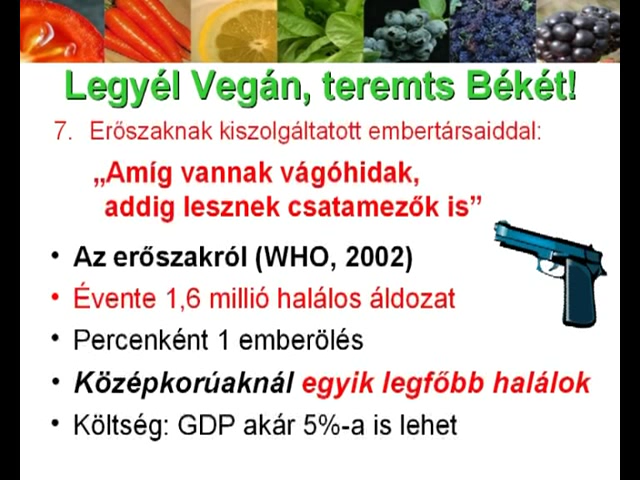 Legyél Vegán, teremts Békét!
7. Erőszaknak kiszolgáltatott embertársaiddal:
„Amíg vannak vágóhidak,
addig lesznek csatamezők is”
• Az erőszakról (WHO, 2002)
• Évente 1,6 millió halálos áldozat
• Percenként 1 emberölés
• Középkorúaknál egyik legfőbb halálok
• Költség: GDP akár 5%-a is lehet